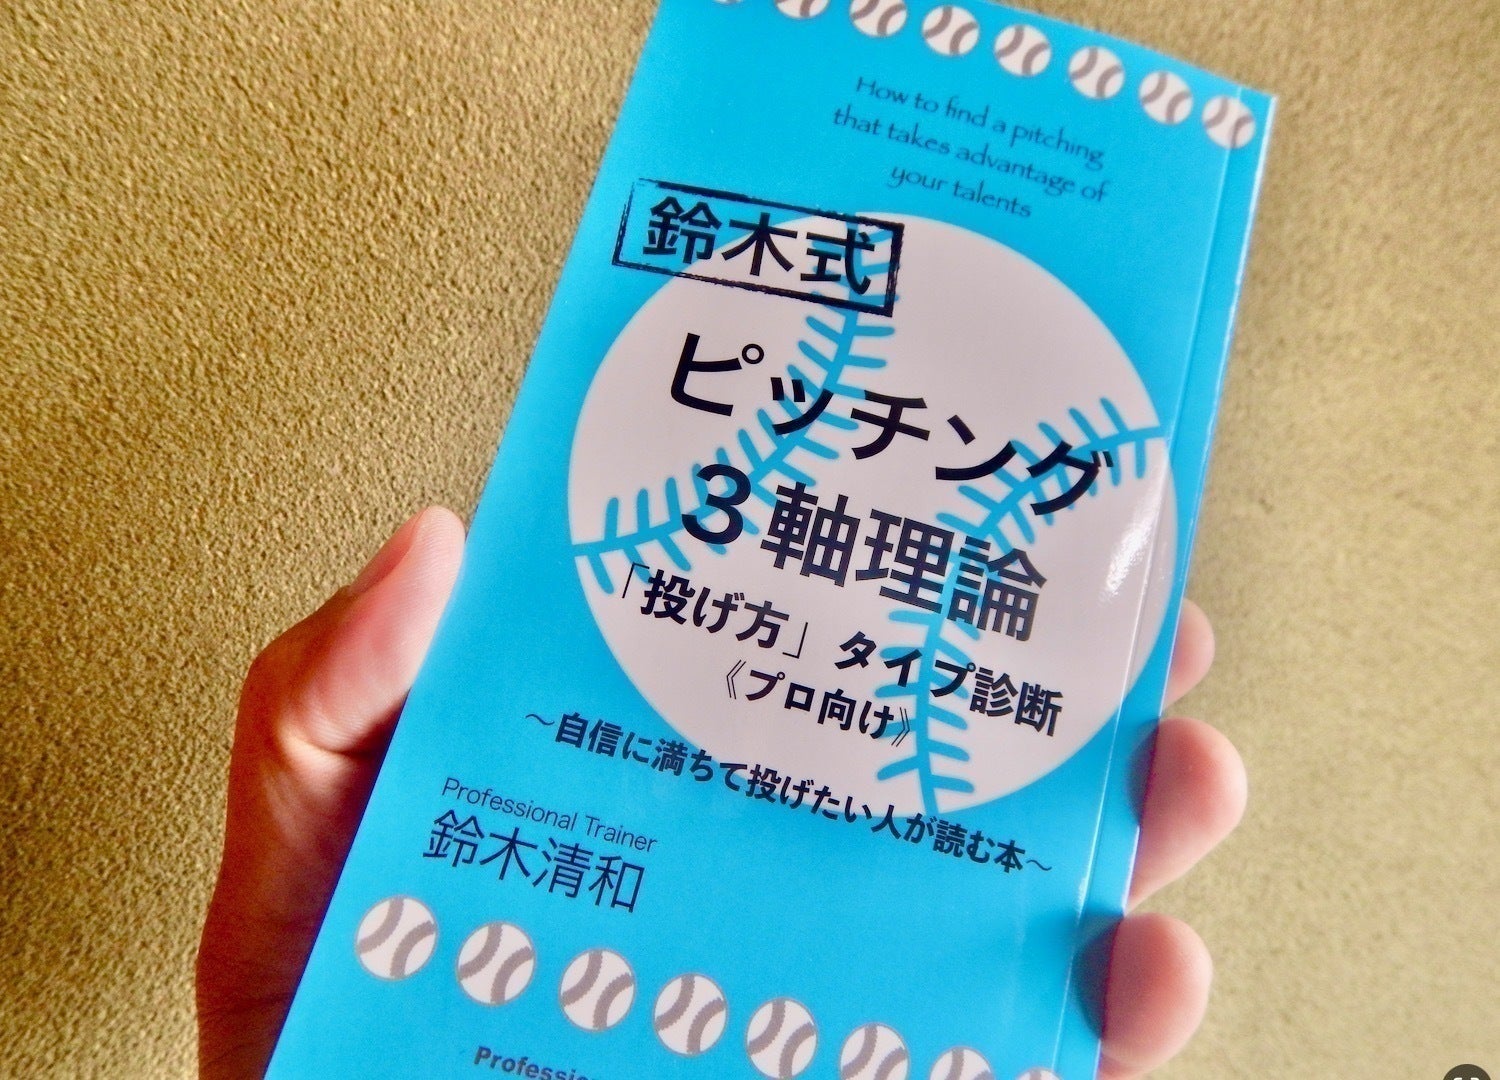 How to find a pitching
that takes advantage of
your talents
鈴木式
ピッチング
3軸理論
「投げ方」タイプ診断
《プロ向け》
～自信に満ちて投げたい人が読む本～
Professional Trainer
鈴木清和